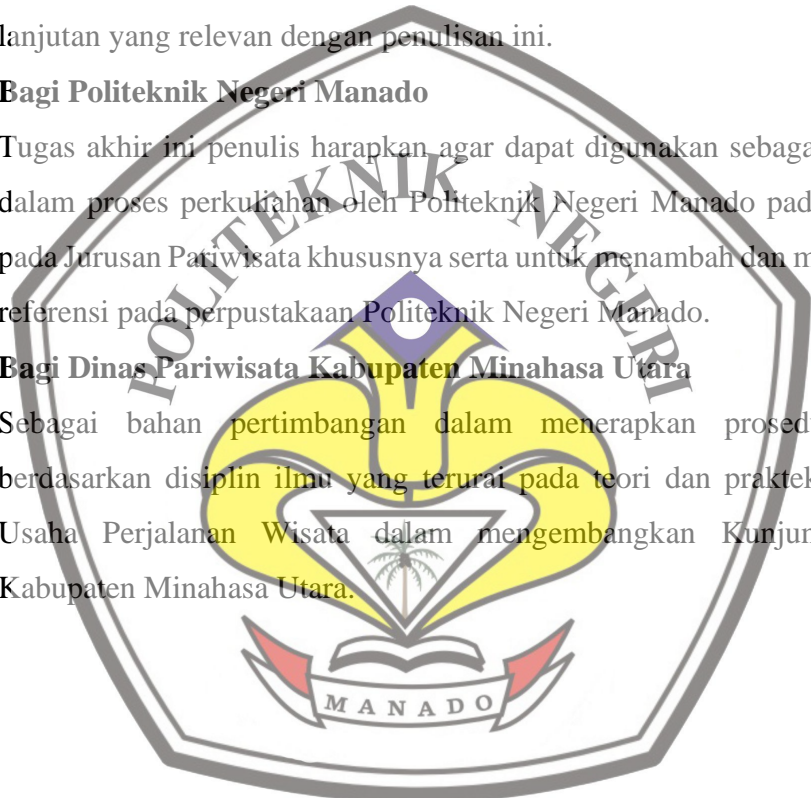 lanjutan yang relevan dengan penulisan ini.
Bagi Politeknik Negeri Manado
Tugas akhir ini penulis harapkan agar dapat digunakan sebaga
dalam proses perkuliahan oleh Politeknik Negeri Manado pad
pada Jurusan Pariwisata khususnya serta untuk menambah dan m
referensi pada perpustakaan Politeknik Negeri Manado.
Bagi Dinas Pariwisata Kabupaten Minahasa Utara
Sebagai bahan pertimbangan dalam menerapkan prosed
berdasarkan disiplin ilmu yang terurai pada teori dan praktek
Usaha Perjalanan Wisata dalam mengembangkan Kunjun
Kabupaten Minahasa Utara.
POLITEKNIK NEGERI
MANADO